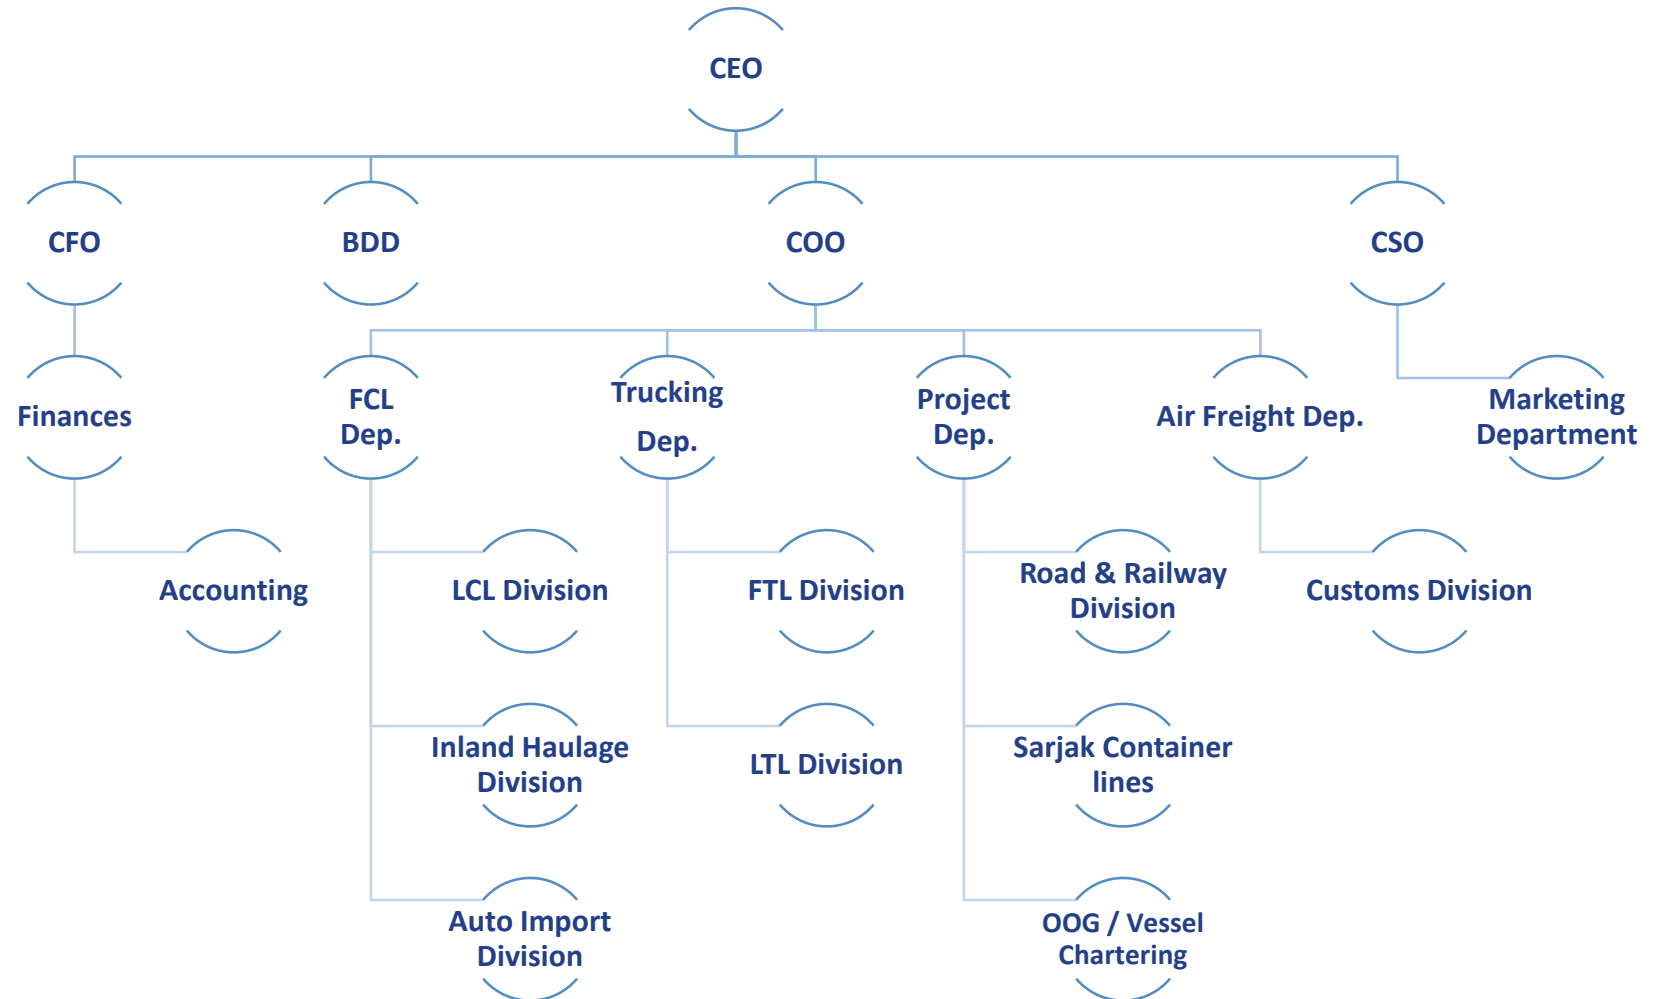 CEO
CFO
BDD
COO
CSO
Finances
FCL
Dep.
Trucking
Dep.
Project
Dep.
Air Freight Dep.
Marketing
Department
Accounting
LCL Division
FTL Division
Road & Railway
Division
Customs Division
Inland Haulage
Division
LTL Division
Sarjak Container
lines
Auto Import
Division
OOG / Vessel
Chartering